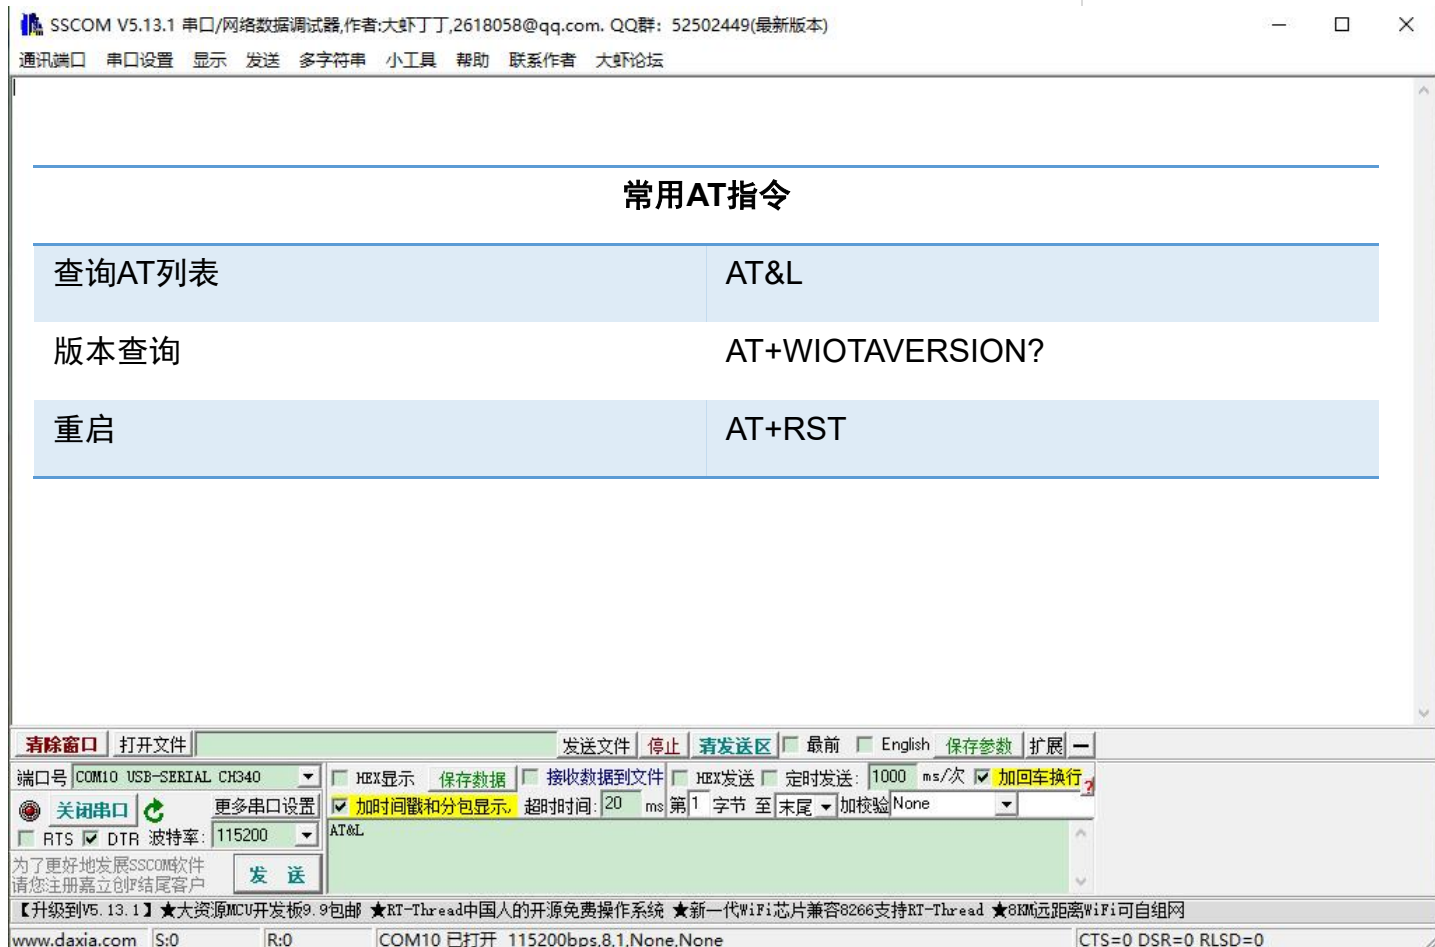 SSCOM V5.13.1 串口/网络数据调试器,作者:大虾丁丁,2618058@qq.com. QQ群: 52502449(最新版本)
通讯端口 串口设置 显示 发送 多字符串 小工具 帮助 联系作者 大虾论坛
常用AT指令
查询AT列表 AT&L
版本查询 AT+WIOTAVERSION?
重启 AT+RST
清除窗口 打开文件 发送文件 停止 清发送区 最前 English 保存参数 扩展 —
端口号 COM10 USB-SERIAL CH340 HEX显示 保存数据 接收数据到文件 HEX发送 定时发送: 1000 ms/次 加回车换行 ?
关闭串口 更多串口设置 加时间戳和分包显示, 超时时间: 20 ms 第 1 字节 至 末尾 加校验 None
RTS DTR 波特率: 115200 AT&L
为了更好地发展SSCOM软件
请您注册嘉立创F结尾客户
发 送
【升级到V5.13.1】★大资源MCU开发板9.9包邮 ★RT-Thread中国人的开源免费操作系统 ★新一代WiFi芯片兼容8266支持RT-Thread ★8KM远距离WiFi可自组网
www.daxia.com S:0 R:0 COM10 已打开 115200bps,8,1,None,None CTS=0 DSR=0 RLSD=0